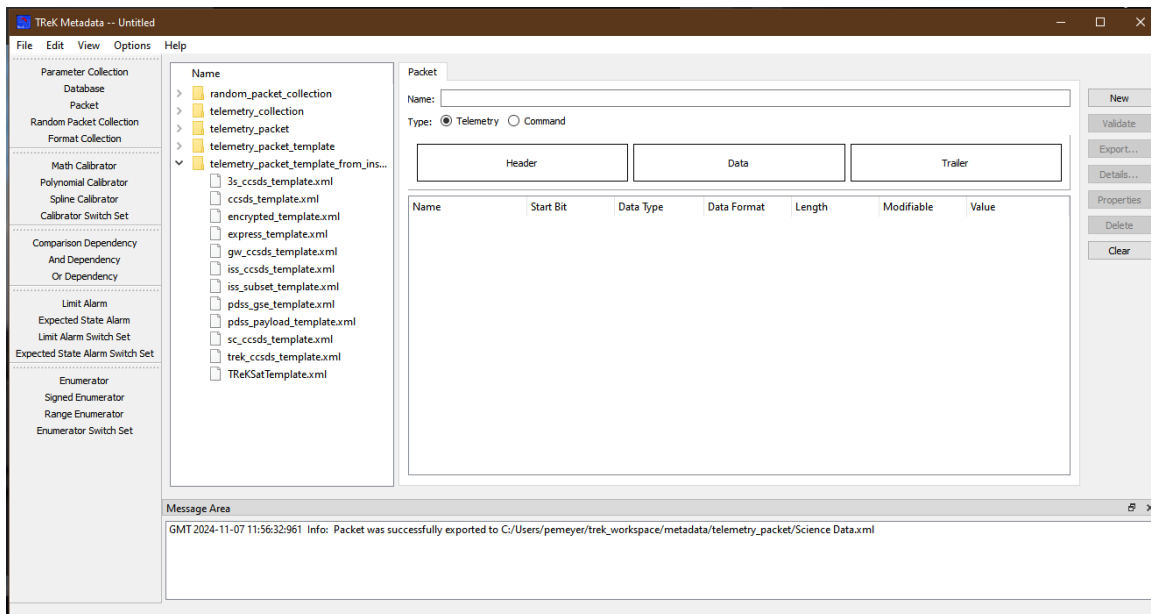 TReK Metadata -- Untitled
File Edit View Options Help
Parameter Collection
Database
Packet
Random Packet Collection
Format Collection
Math Calibrator
Polynomial Calibrator
Spline Calibrator
Calibrator Switch Set
Comparison Dependency
And Dependency
Or Dependency
Limit Alarm
Expected State Alarm
Limit Alarm Switch Set
Expected State Alarm Switch Set
Enumerator
Signed Enumerator
Range Enumerator
Enumerator Switch Set
Name
random_packet_collection
telemetry_collection
telemetry_packet
telemetry_packet_template
telemetry_packet_template_from_ins...
3s_ccsds_template.xml
ccsds_template.xml
encrypted_template.xml
express_template.xml
gw_ccsds_template.xml
iss_ccsds_template.xml
iss_subset_template.xml
pdss_gse_template.xml
pdss_payload_template.xml
sc_ccsds_template.xml
trek_ccsds_template.xml
TReKSatTemplate.xml
Packet
Name:
Type: Telemetry Command
Header Data Trailer
Name Start Bit Data Type Data Format Length Modifiable Value
New
Validate
Export...
Details...
Properties
Delete
Clear
Message Area
GMT 2024-11-07 11:56:32:961 Info: Packet was successfully exported to C:/Users/pemeyer/trek_workspace/metadata/telemetry_packet/Science Data.xml